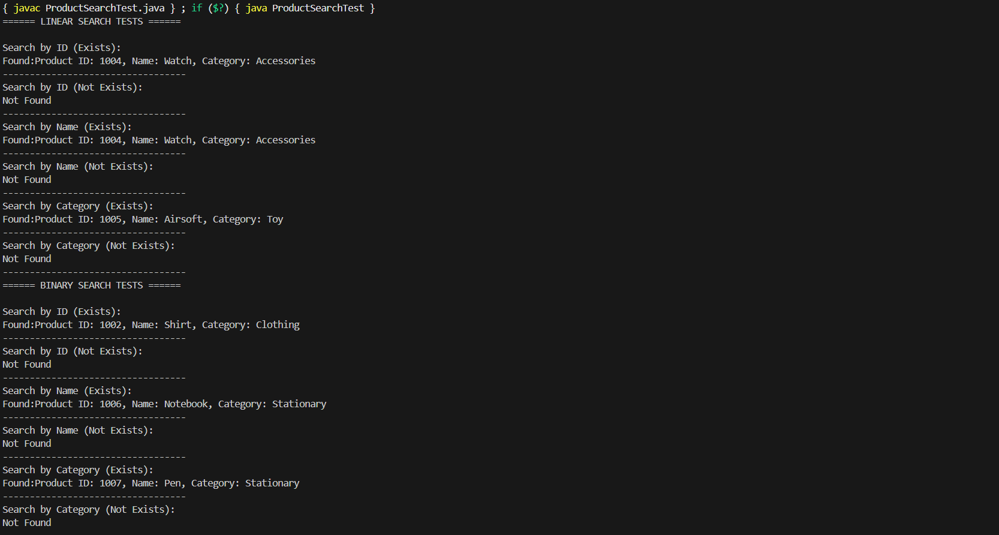 { javac ProductSearchTest.java } ; if ($?) { java ProductSearchTest }
====== LINEAR SEARCH TESTS ======
Search by ID (Exists):
Found:Product ID: 1004, Name: Watch, Category: Accessories
----------------------------------
Search by ID (Not Exists):
Not Found
----------------------------------
Search by Name (Exists):
Found:Product ID: 1004, Name: Watch, Category: Accessories
----------------------------------
Search by Name (Not Exists):
Not Found
----------------------------------
Search by Category (Exists):
Found:Product ID: 1005, Name: Airsoft, Category: Toy
----------------------------------
Search by Category (Not Exists):
Not Found
----------------------------------
====== BINARY SEARCH TESTS ======
Search by ID (Exists):
Found:Product ID: 1002, Name: Shirt, Category: Clothing
----------------------------------
Search by ID (Not Exists):
Not Found
----------------------------------
Search by Name (Exists):
Found:Product ID: 1006, Name: Notebook, Category: Stationary
----------------------------------
Search by Name (Not Exists):
Not Found
----------------------------------
Search by Category (Exists):
Found:Product ID: 1007, Name: Pen, Category: Stationary
----------------------------------
Search by Category (Not Exists):
Not Found